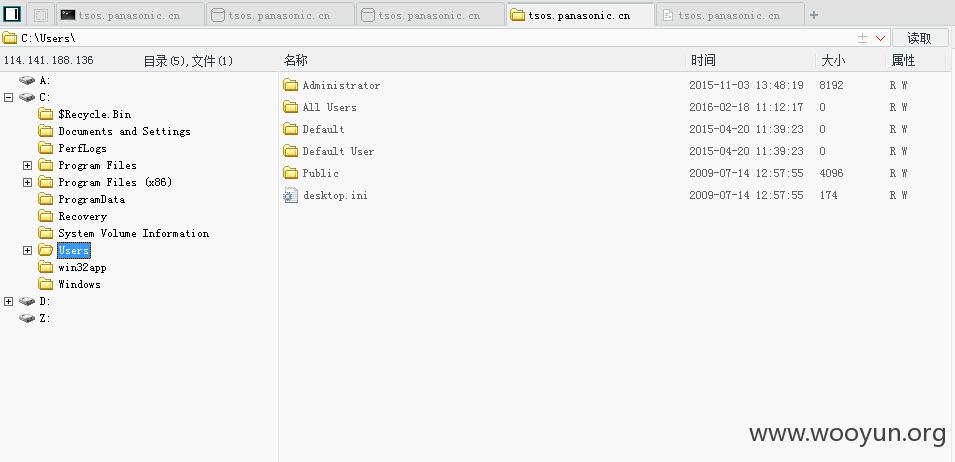 tsos.panasonic.cn tsos.panasonic.cn tsos.panasonic.cn tsos.panasonic.cn tsos.panasonic.cn +
C:\Users\ 读取
114.141.188.136 目录(5),文件(1) 名称 时间 大小 属性
A:
C:
$Recycle.Bin
Documents and Settings
PerfLogs
Program Files
Program Files (x86)
ProgramData
Recovery
System Volume Information
Users
win32app
Windows
D:
Z:
Administrator 2015-11-03 13:48:19 8192 R W
All Users 2016-02-18 11:12:17 0 R W
Default 2015-04-20 11:39:23 0 R W
Default User 2015-04-20 11:39:23 0 R W
Public 2009-07-14 12:57:55 4096 R W
desktop.ini 2009-07-14 12:57:55 174 R W
www.wooyun.org